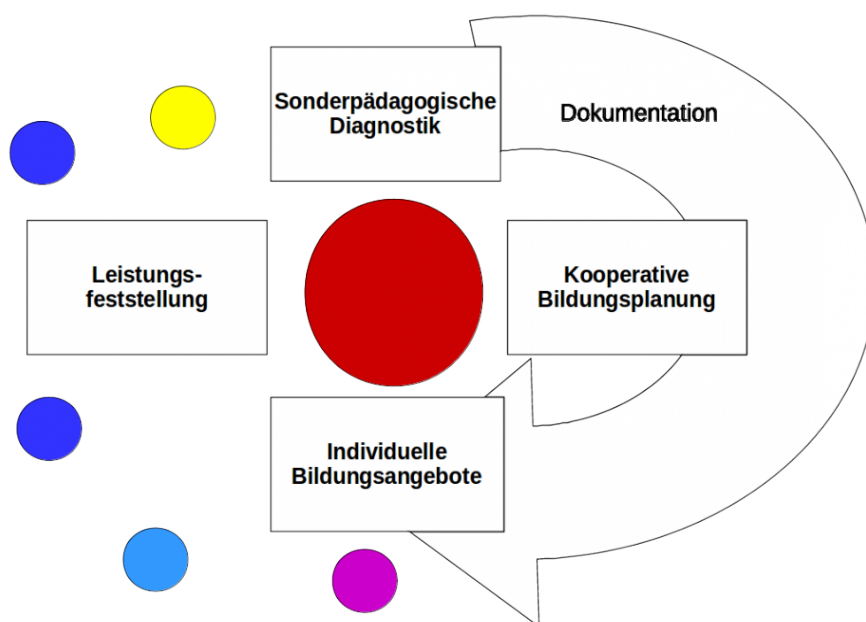 Sonderpädagogische
Diagnostik
Dokumentation
Leistungs-
feststellung
Kooperative
Bildungsplanung
Individuelle
Bildungsangebote